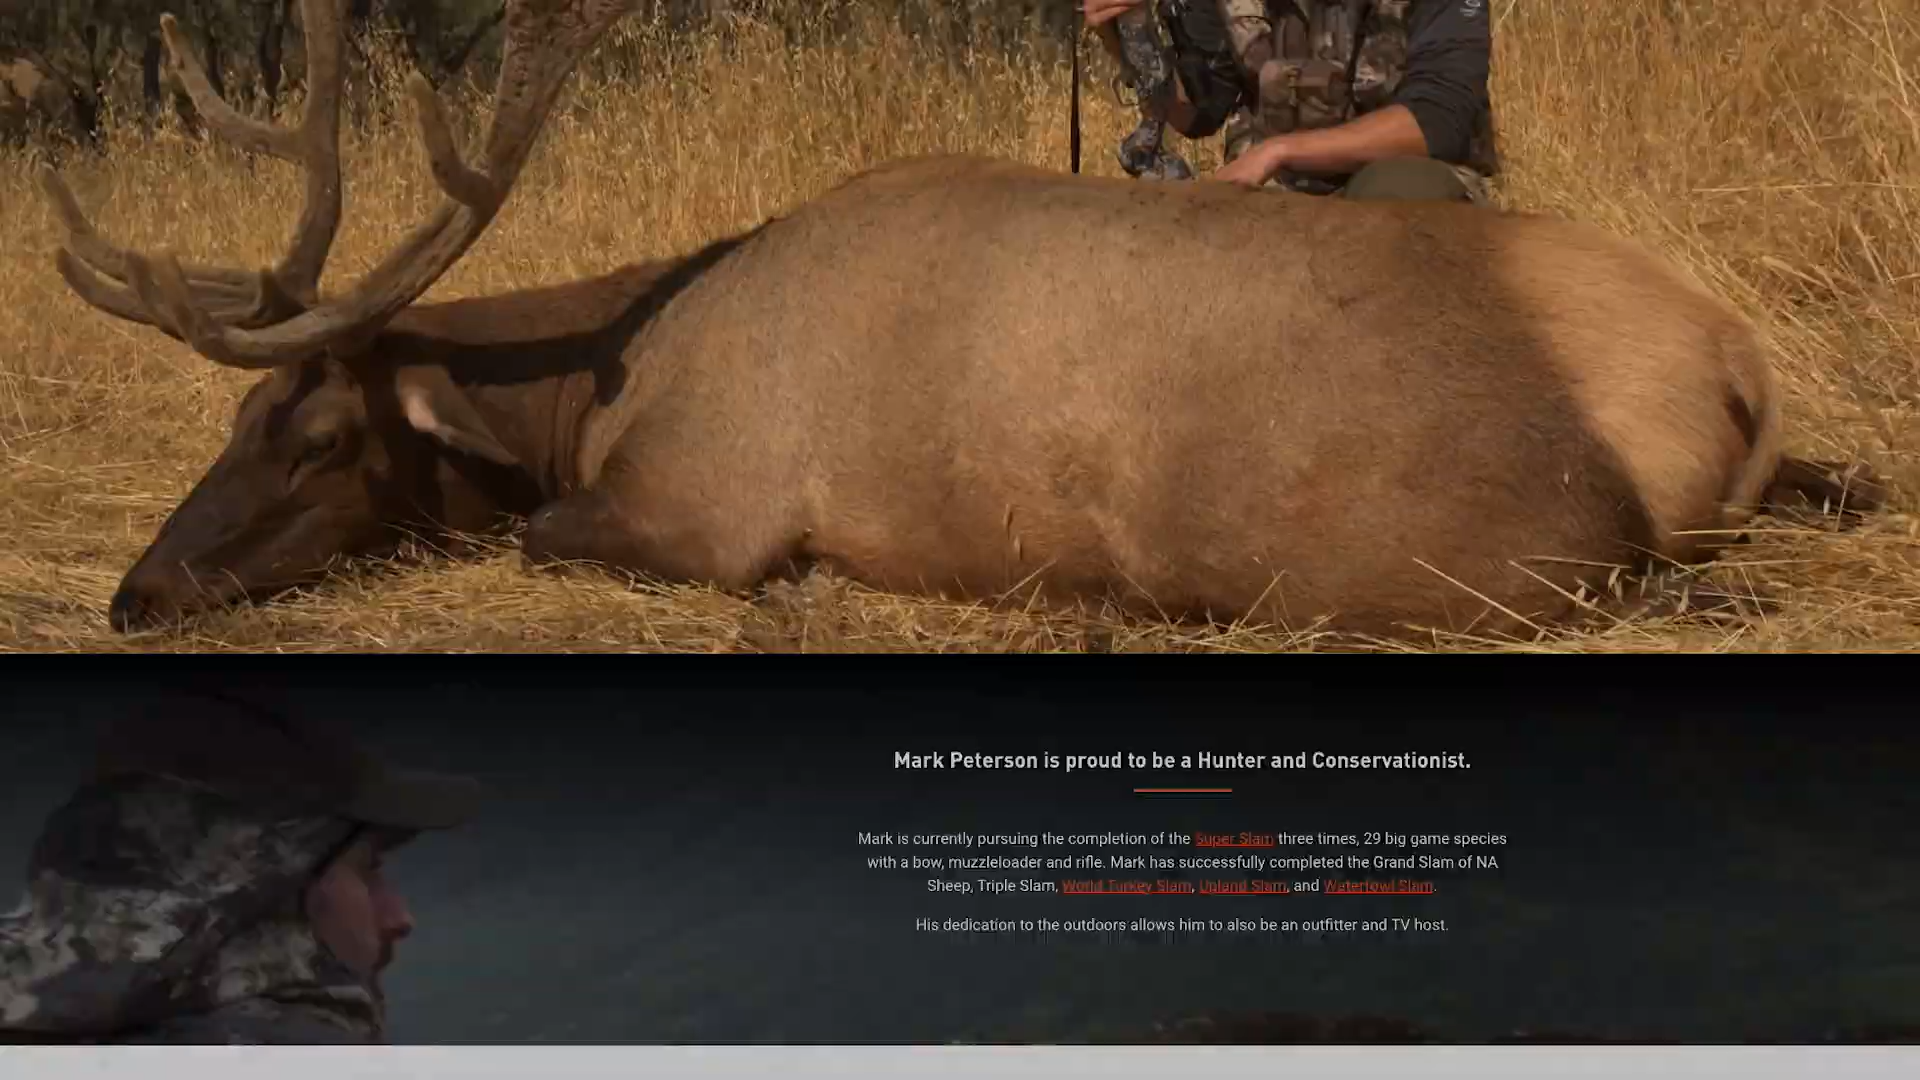 Mark Peterson is proud to be a Hunter and Conservationist.
Mark is currently pursuing the completion of the Super Slam three times, 29 big game species
with a bow, muzzleloader and rifle. Mark has successfully completed the Grand Slam of NA
Sheep, Triple Slam, World Turkey Slam, Upland Slam, and Waterfowl Slam.
His dedication to the outdoors allows him to also be an outfitter and TV host.